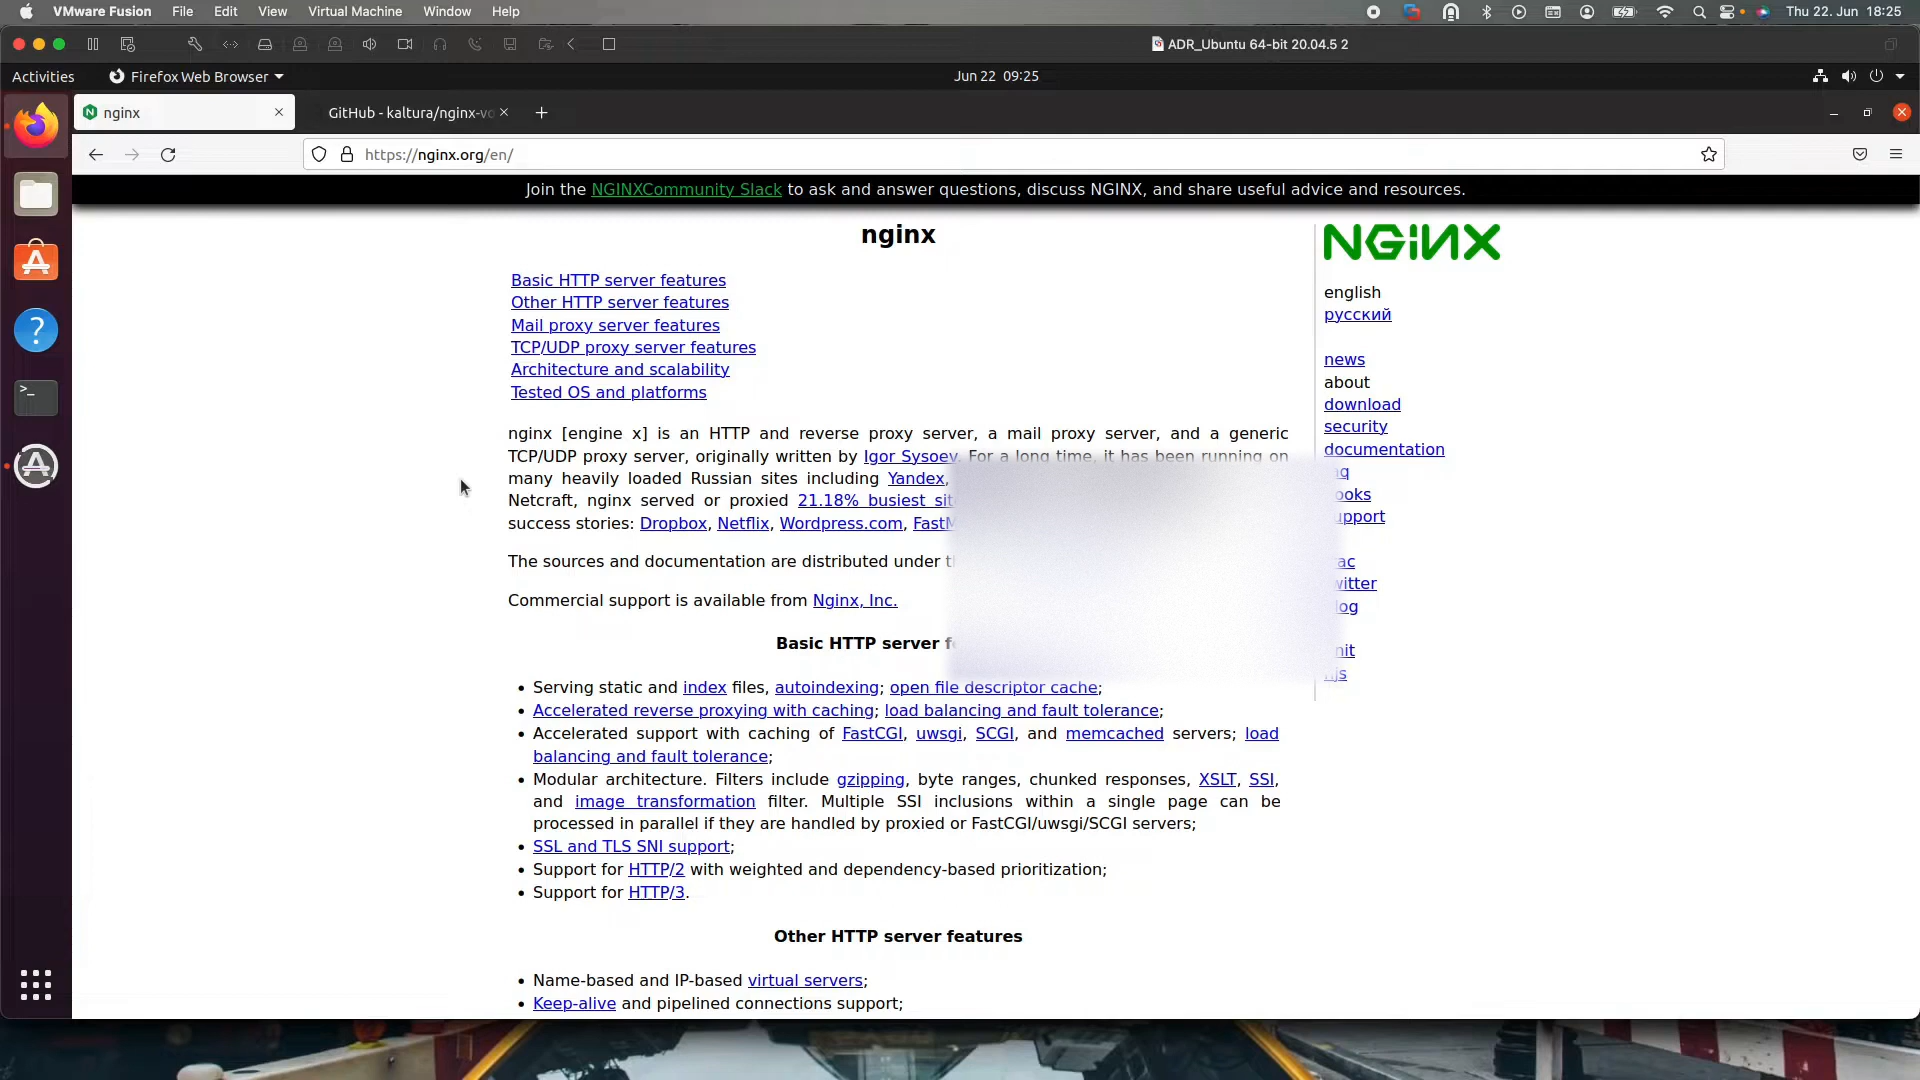 VMware Fusion File Edit View Virtual Machine Window Help Thu 22. Jun 18:25
ADR_Ubuntu 64-bit 20.04.5 2
Activities Firefox Web Browser Jun 22 09:25
nginx GitHub - kaltura/nginx-vo
https://nginx.org/en/
Join the NGINXCommunity Slack to ask and answer questions, discuss NGINX, and share useful advice and resources.
nginx
Basic HTTP server features
Other HTTP server features
Mail proxy server features
TCP/UDP proxy server features
Architecture and scalability
Tested OS and platforms
nginx [engine x] is an HTTP and reverse proxy server, a mail proxy server, and a generic
TCP/UDP proxy server, originally written by Igor Sysoev. For a long time, it has been running on
many heavily loaded Russian sites including Yandex,
Netcraft, nginx served or proxied 21.18% busiest
success stories: Dropbox, Netflix, Wordpress.com,
The sources and documentation are distributed under
Commercial support is available from Nginx, Inc.
Basic HTTP server
• Serving static and index files, autoindexing; open file descriptor cache;
• Accelerated reverse proxying with caching; load balancing and fault tolerance;
• Accelerated support with caching of FastCGI, uwsgi, SCGI, and memcached servers; load
balancing and fault tolerance;
• Modular architecture. Filters include gzipping, byte ranges, chunked responses, XSLT, SSI,
and image transformation filter. Multiple SSI inclusions within a single page can be
processed in parallel if they are handled by proxied or FastCGI/uwsgi/SCGI servers;
• SSL and TLS SNI support;
• Support for HTTP/2 with weighted and dependency-based prioritization;
• Support for HTTP/3.
Other HTTP server features
• Name-based and IP-based virtual servers;
• Keep-alive and pipelined connections support;
NGINX
english
русский
news
about
download
security
documentation